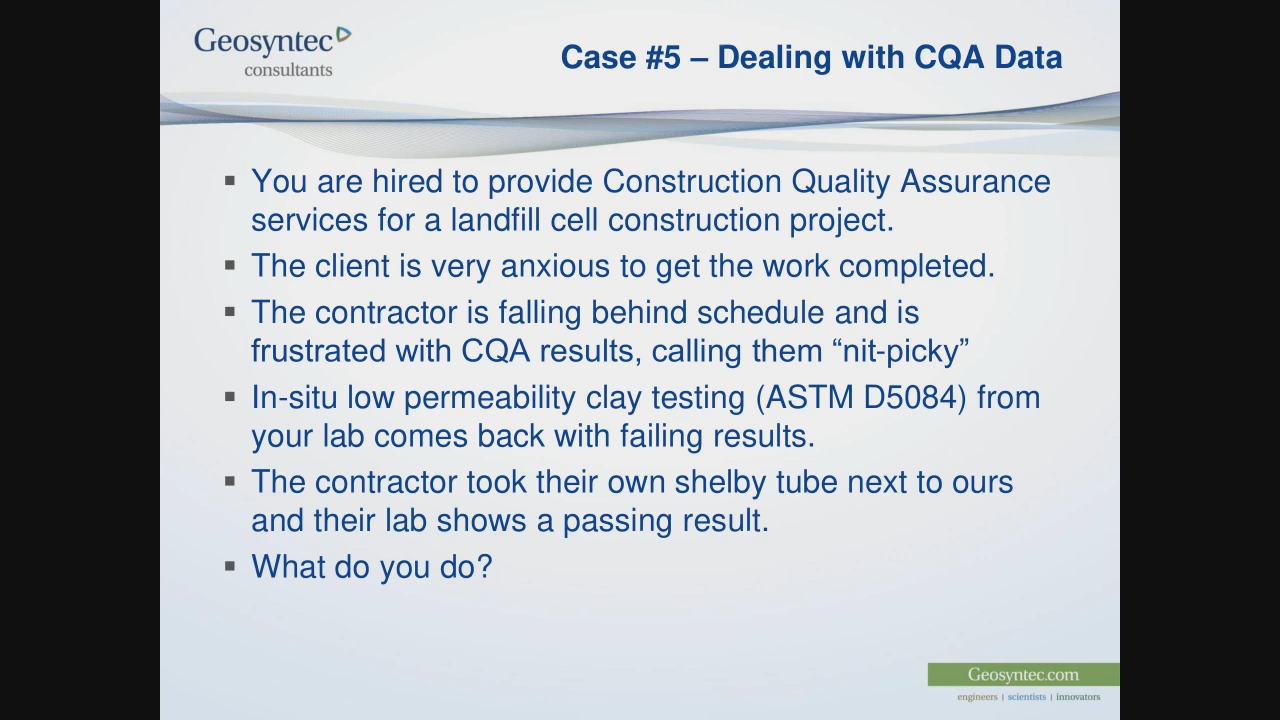 Geosyntec
consultants
Case #5 – Dealing with CQA Data
▪ You are hired to provide Construction Quality Assurance
services for a landfill cell construction project.
▪ The client is very anxious to get the work completed.
▪ The contractor is falling behind schedule and is
frustrated with CQA results, calling them “nit-picky”
▪ In-situ low permeability clay testing (ASTM D5084) from
your lab comes back with failing results.
▪ The contractor took their own shelby tube next to ours
and their lab shows a passing result.
▪ What do you do?
Geosyntec.com
engineers | scientists | innovators